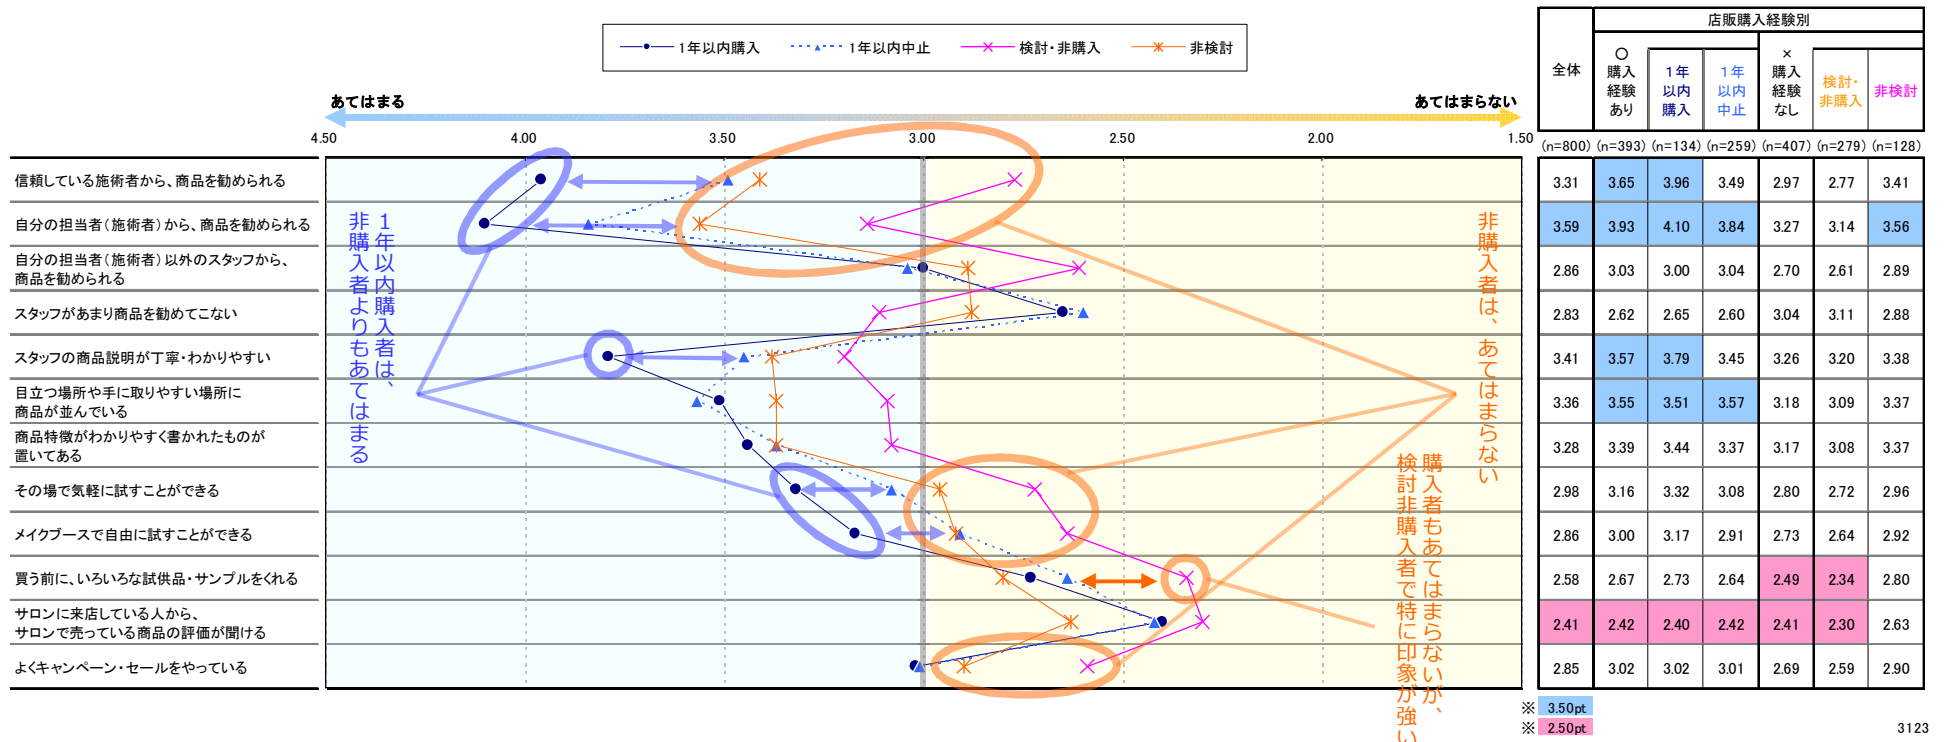 1年以内購入
1年以内中止
検討・非購入
非検討
あてはまる
あてはまらない
4.50
4.00
3.50
3.00
2.50
2.00
1.50
店販購入経験別
全体
○
購入
経験
あり
1年
以内
購入
1年
以内
中止
×
購入
経験
なし
検討・
非購入
非検討
(n=800) (n=393) (n=134) (n=259) (n=407) (n=279) (n=128)
信頼している施術者から、商品を勧められる
3.31 3.65 3.96 3.49 2.97 2.77 3.41
自分の担当者(施術者)から、商品を勧められる
3.59 3.93 4.10 3.84 3.27 3.14 3.56
自分の担当者(施術者)以外のスタッフから、
商品を勧められる
2.86 3.03 3.00 3.04 2.70 2.61 2.89
スタッフがあまり商品を勧めてこない
2.83 2.62 2.65 2.60 3.04 3.11 2.88
スタッフの商品説明が丁寧・わかりやすい
3.41 3.57 3.79 3.45 3.26 3.20 3.38
目立つ場所や手に取りやすい場所に
商品が並んでいる
3.36 3.55 3.51 3.57 3.18 3.09 3.37
商品特徴がわかりやすく書かれたものが
置いてある
3.28 3.39 3.44 3.37 3.17 3.08 3.37
その場で気軽に試すことができる
2.98 3.16 3.32 3.08 2.80 2.72 2.96
メイクブースで自由に試すことができる
2.86 3.00 3.17 2.91 2.73 2.64 2.92
買う前に、いろいろな試供品・サンプルをくれる
2.58 2.67 2.73 2.64 2.49 2.34 2.80
サロンに来店している人から、
サロンで売っている商品の評価が聞ける
2.41 2.42 2.40 2.42 2.41 2.30 2.63
よくキャンペーン・セールをやっている
2.85 3.02 3.02 3.01 2.69 2.59 2.90
1年以内購入者は、
非購入者よりもあてはまる
非購入者は、あてはまらない
購入者もあてはまらないが、
検討非購入者で特に印象が強い
※ 3.50pt
※ 2.50pt
3123